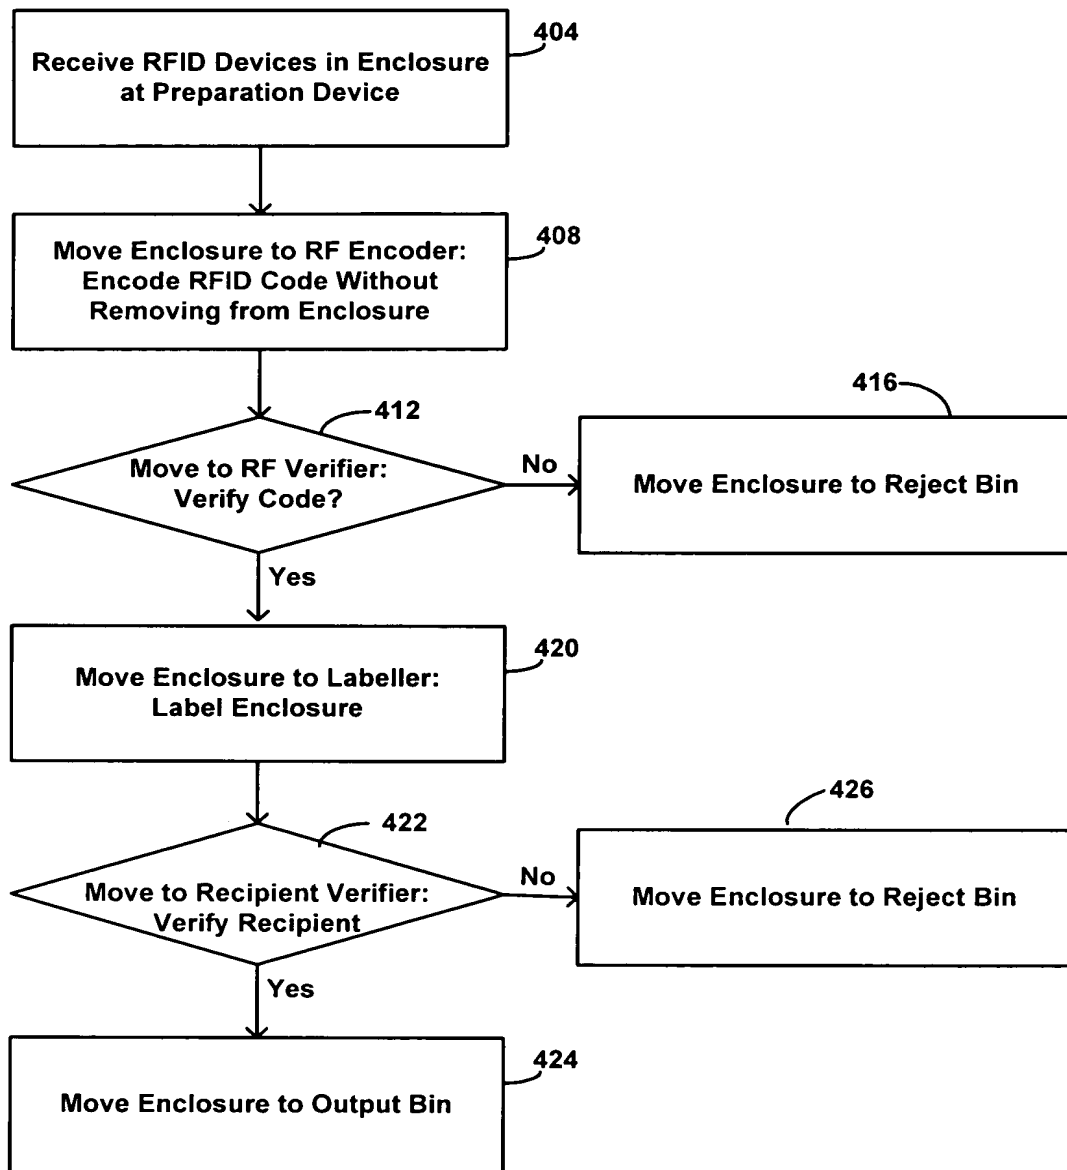 404
Receive RFID Devices in Enclosure
at Preparation Device
408
Move Enclosure to RF Encoder:
Encode RFID Code Without
Removing from Enclosure
412
Move to RF Verifier:
Verify Code?
No
416
Move Enclosure to Reject Bin
Yes
420
Move Enclosure to Labeller:
Label Enclosure
422
Move to Recipient Verifier:
Verify Recipient
No
426
Move Enclosure to Reject Bin
Yes
424
Move Enclosure to Output Bin